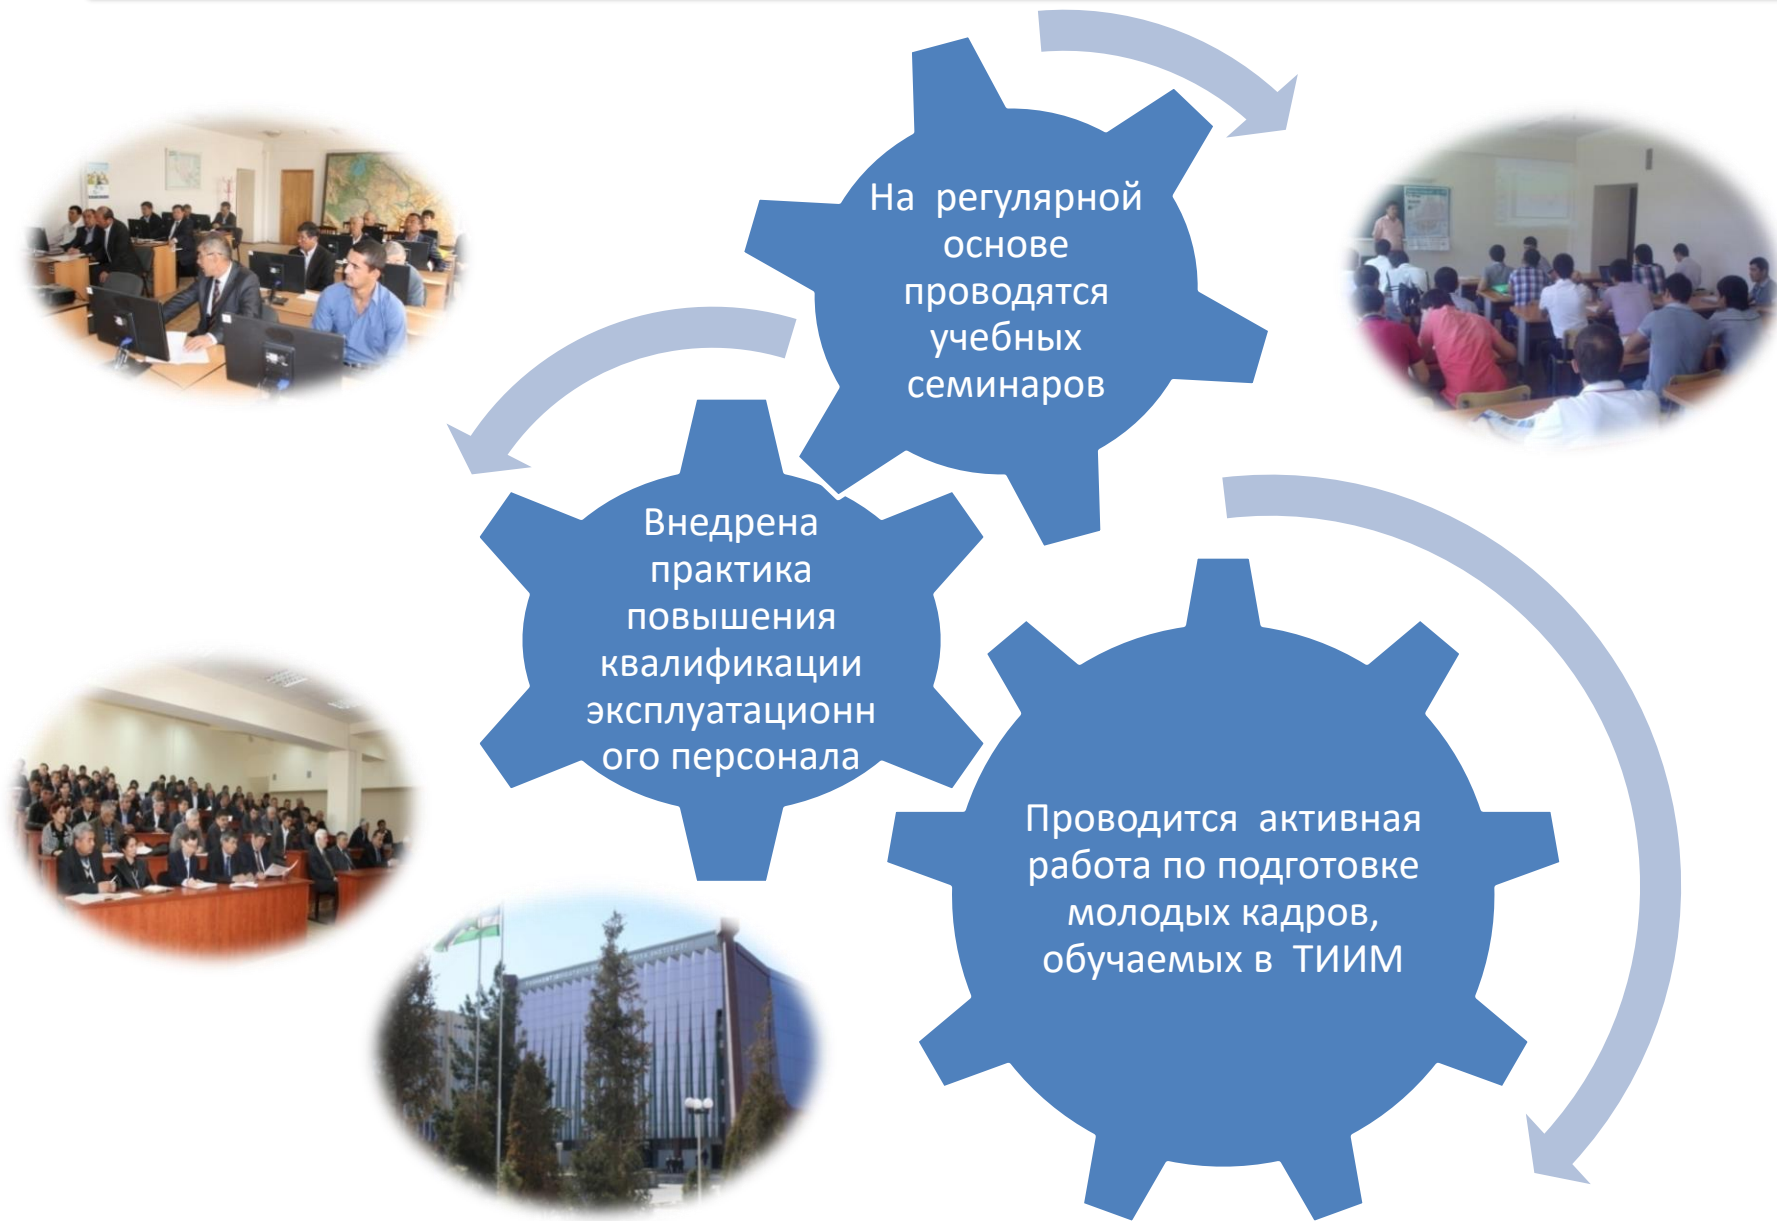 На  регулярной
основе
проводятся
учебных
семинаров
Внедрена
практика
повышения
квалификации
эксплуатационн
ого персонала
Проводится  активная
работа по подготовке
молодых кадров,
обучаемых в  ТИИМ